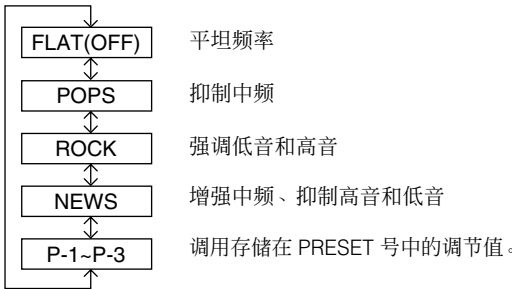 FLAT(OFF) 平坦频率
POPS 抑制中频
ROCK 强调低音和高音
NEWS 增强中频、抑制高音和低音
P-1~P-3 调用存储在 PRESET 号中的调节值。